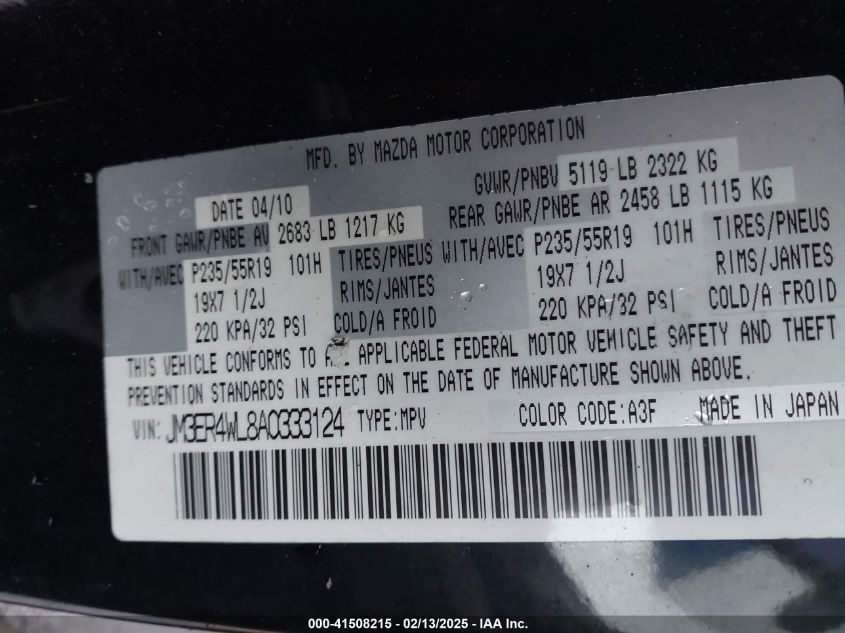 MFD. BY MAZDA MOTOR CORPORATION
DATE 04/10 GVWR/PNBV 5119 LB 2322 KG
FRONT GAWR/PNBE AV 2683 LB 1217 KG REAR GAWR/PNBE AR 2458 LB 1115 KG
WITH/AVEC P235/55R19 101H TIRES/PNEUS WITH/AVEC P235/55R19 101H TIRES/PNEUS
19X7 1/2J RIMS/JANTES 19X7 1/2J RIMS/JANTES
220 KPA/32 PSI COLD/A FROID 220 KPA/32 PSI COLD/A FROID
THIS VEHICLE CONFORMS TO APPLICABLE FEDERAL MOTOR VEHICLE SAFETY AND THEFT
PREVENTION STANDARDS IN EFFECT ON THE DATE OF MANUFACTURE SHOWN ABOVE.
VIN: JM3ER4WL8A0333124 TYPE:MPV COLOR CODE:A3F MADE IN JAPAN
000-41508215 - 02/13/2025 - IAA Inc.